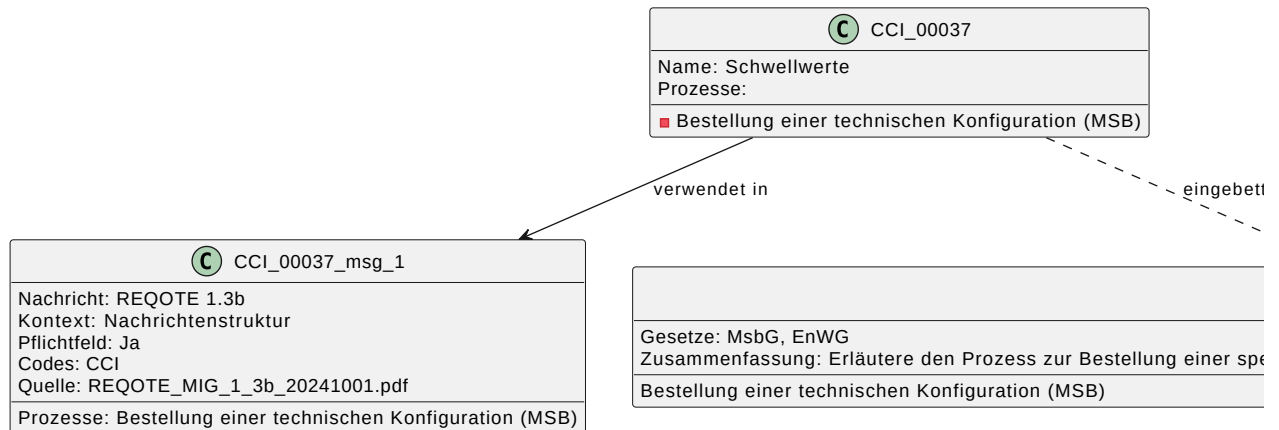 C CCI_00037
Name: Schwellwerte
Prozesse:
Bestellung einer technischen Konfiguration (MSB)
verwendet in
C CCI_00037_msg_1
Nachricht: REQOTE 1.3b
Kontext: Nachrichtenstruktur
Pflichtfeld: Ja
Codes: CCI
Quelle: REQOTE_MIG_1_3b_20241001.pdf
Prozesse: Bestellung einer technischen Konfiguration (MSB)
Gesetze: MsbG, EnWG
Zusammenfassung: Erläutere den Prozess zur Bestellung einer
Bestellung einer technischen Konfiguration (MSB)